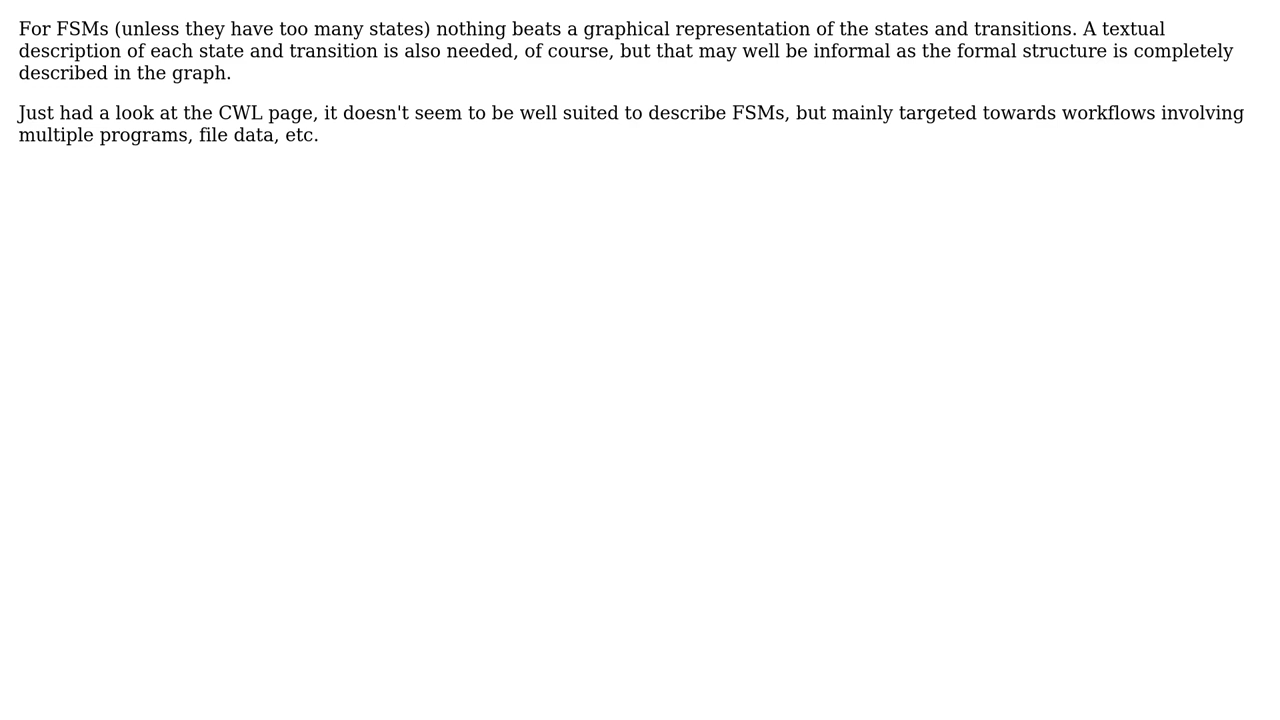 For FSMs (unless they have too many states) nothing beats a graphical representation of the states and transitions. A textual
description of each state and transition is also needed, of course, but that may well be informal as the formal structure is completely
described in the graph.
Just had a look at the CWL page, it doesn't seem to be well suited to describe FSMs, but mainly targeted towards workflows involving
multiple programs, file data, etc.